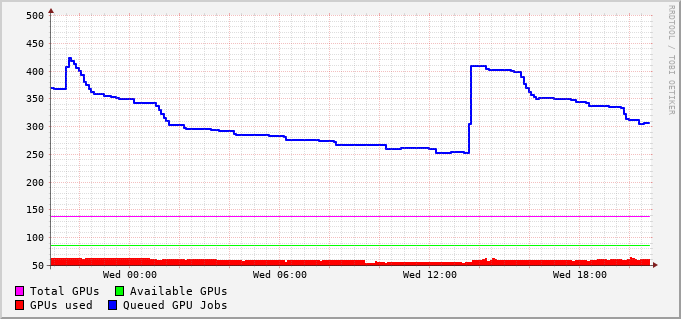 500
450
400
350
300
250
200
150
100
50
Wed 00:00 Wed 06:00 Wed 12:00 Wed 18:00
Total GPUs Available GPUs
GPUs used Queued GPU Jobs
RRDTOOL / TOBI OETIKER